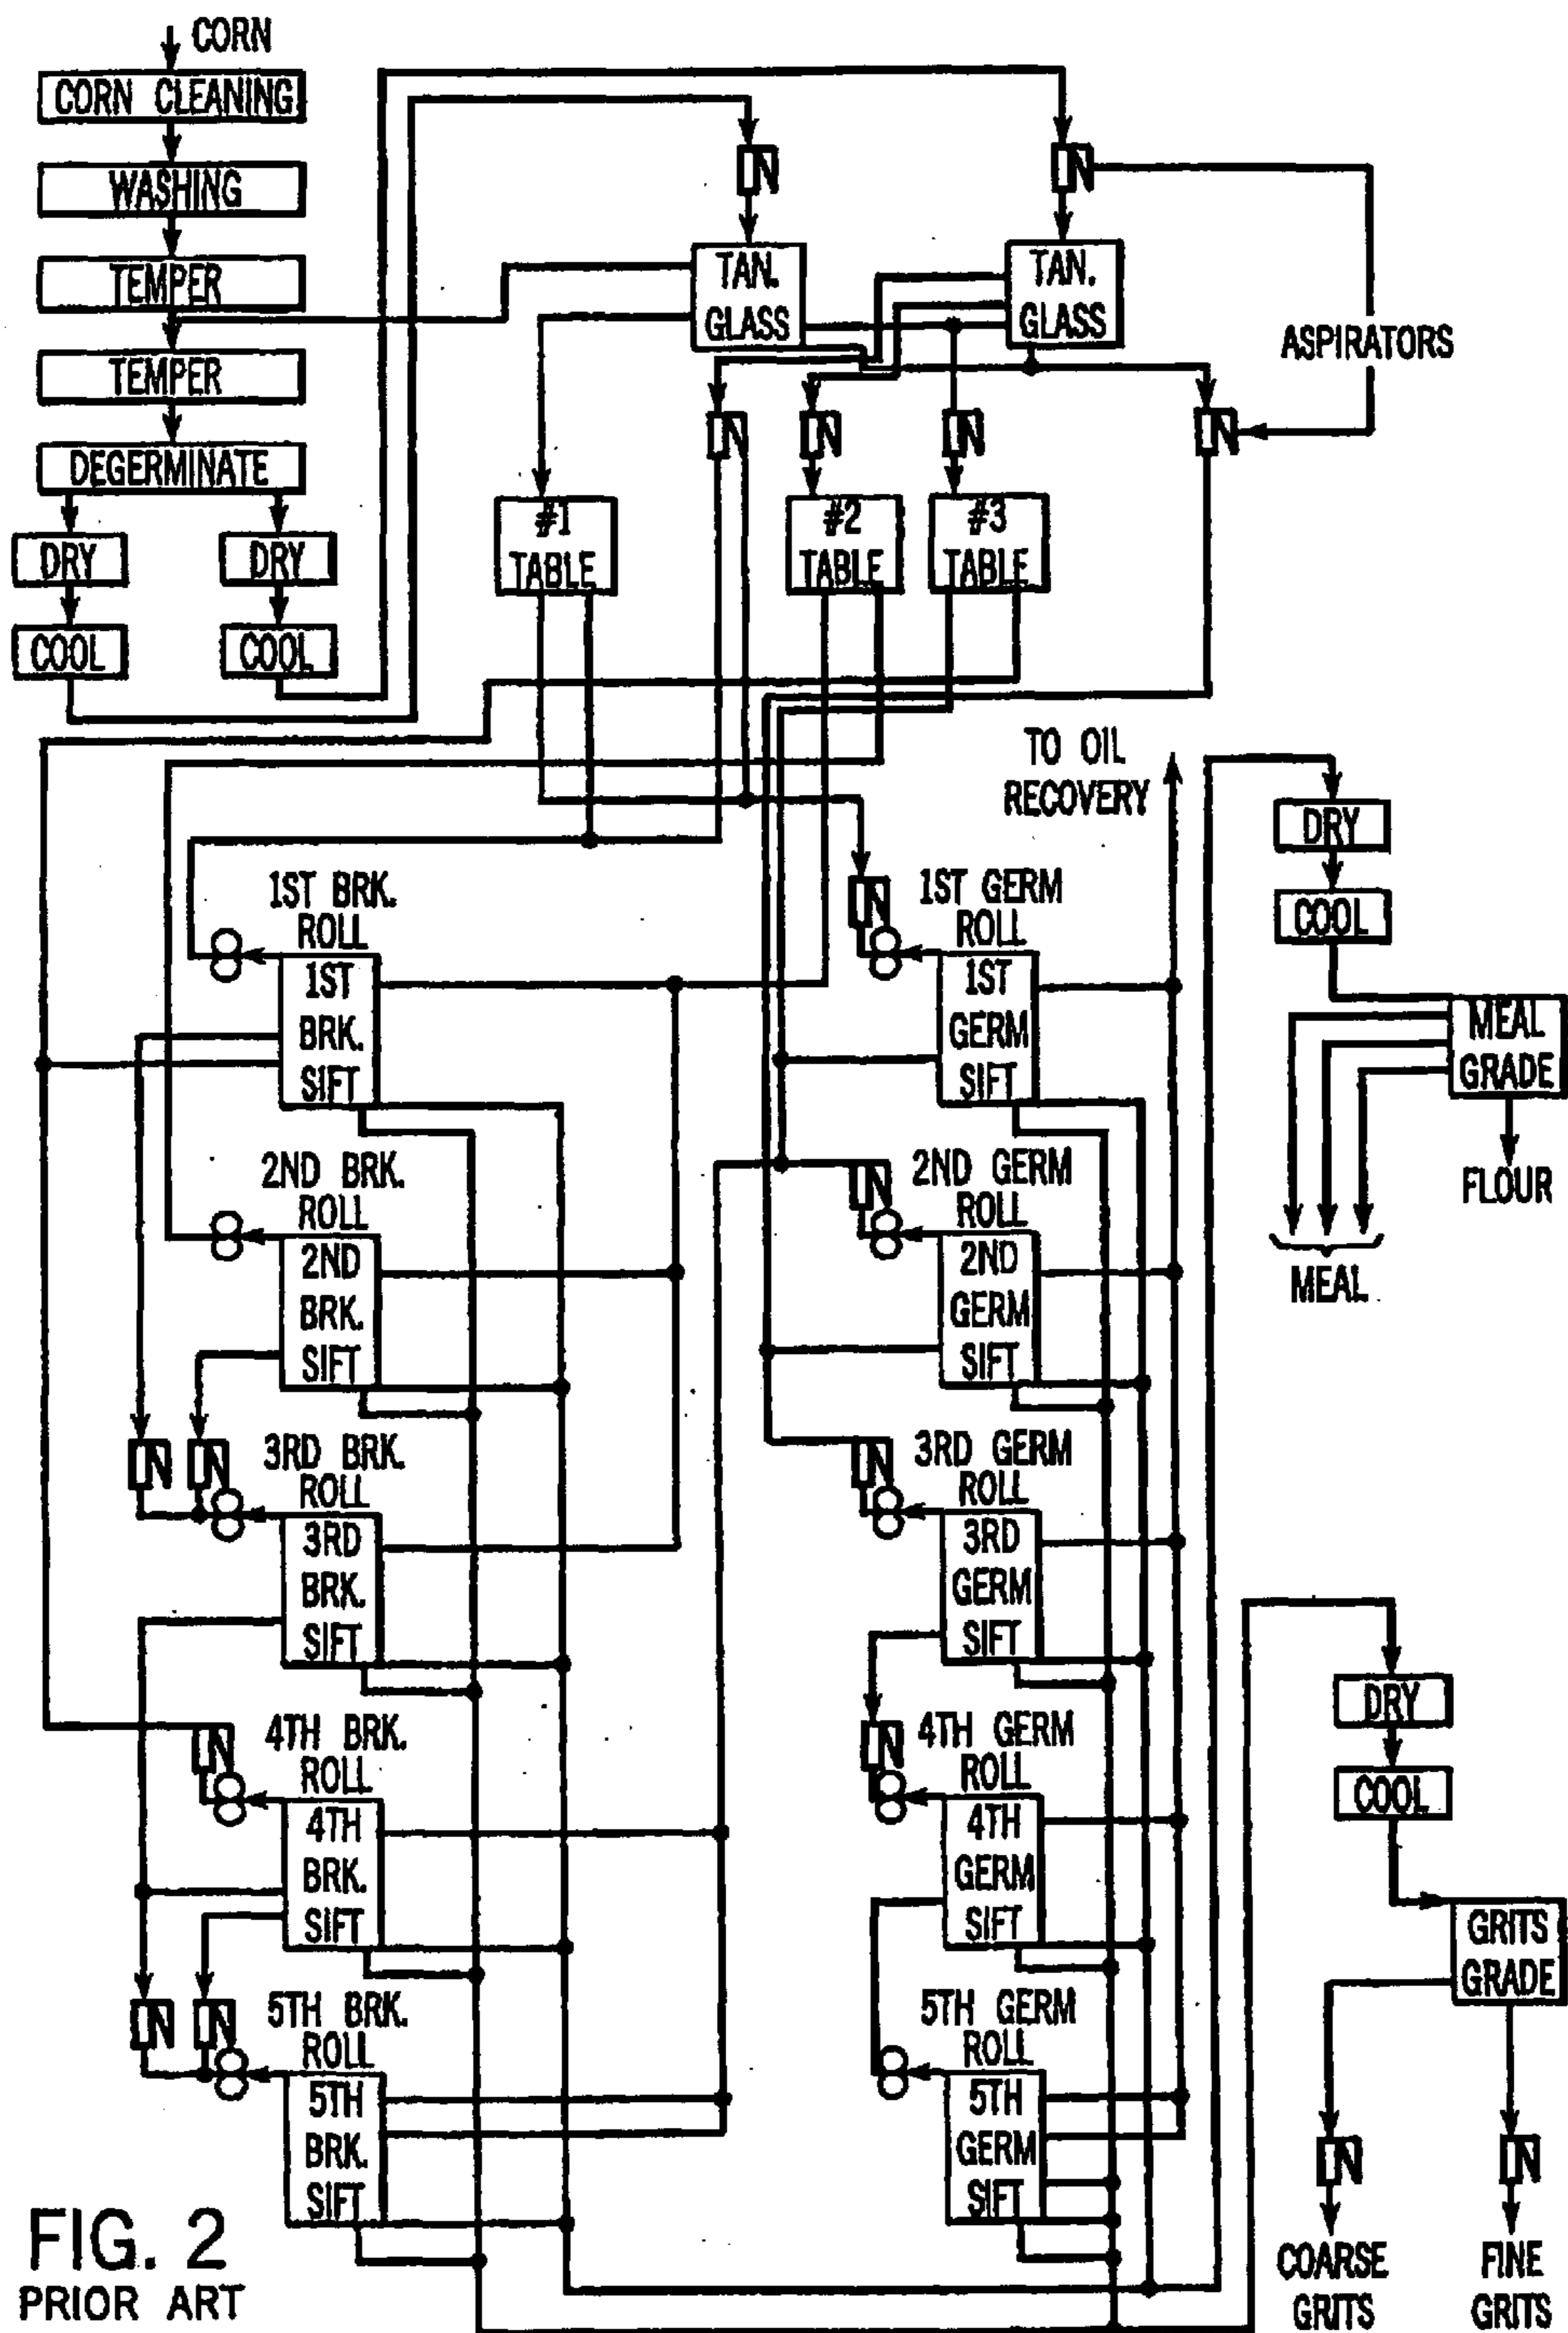 CORN
CORN CLEANING
WASHING
TEMPER
TEMPER
DEGERMINATE
DRY
DRY
COOL
COOL
TAN.
GLASS
TAN.
GLASS
ASPIRATORS
#1
TABLE
#2
TABLE
#3
TABLE
TO OIL
RECOVERY
DRY
COOL
MEAL
GRADE
FLOUR
MEAL
1ST BRK.
ROLL
1ST
BRK.
SIFT
2ND BRK.
ROLL
2ND
BRK.
SIFT
3RD BRK.
ROLL
3RD
BRK.
SIFT
4TH BRK.
ROLL
4TH
BRK.
SIFT
5TH BRK.
ROLL
5TH
BRK.
SIFT
1ST GERM
ROLL
1ST
GERM
SIFT
2ND GERM
ROLL
2ND
GERM
SIFT
3RD GERM
ROLL
3RD
GERM
SIFT
4TH GERM
ROLL
4TH
GERM
SIFT
5TH GERM
ROLL
5TH
GERM
SIFT
DRY
COOL
GRITS
GRADE
COARSE
GRITS
FINE
GRITS
FIG. 2
PRIOR ART